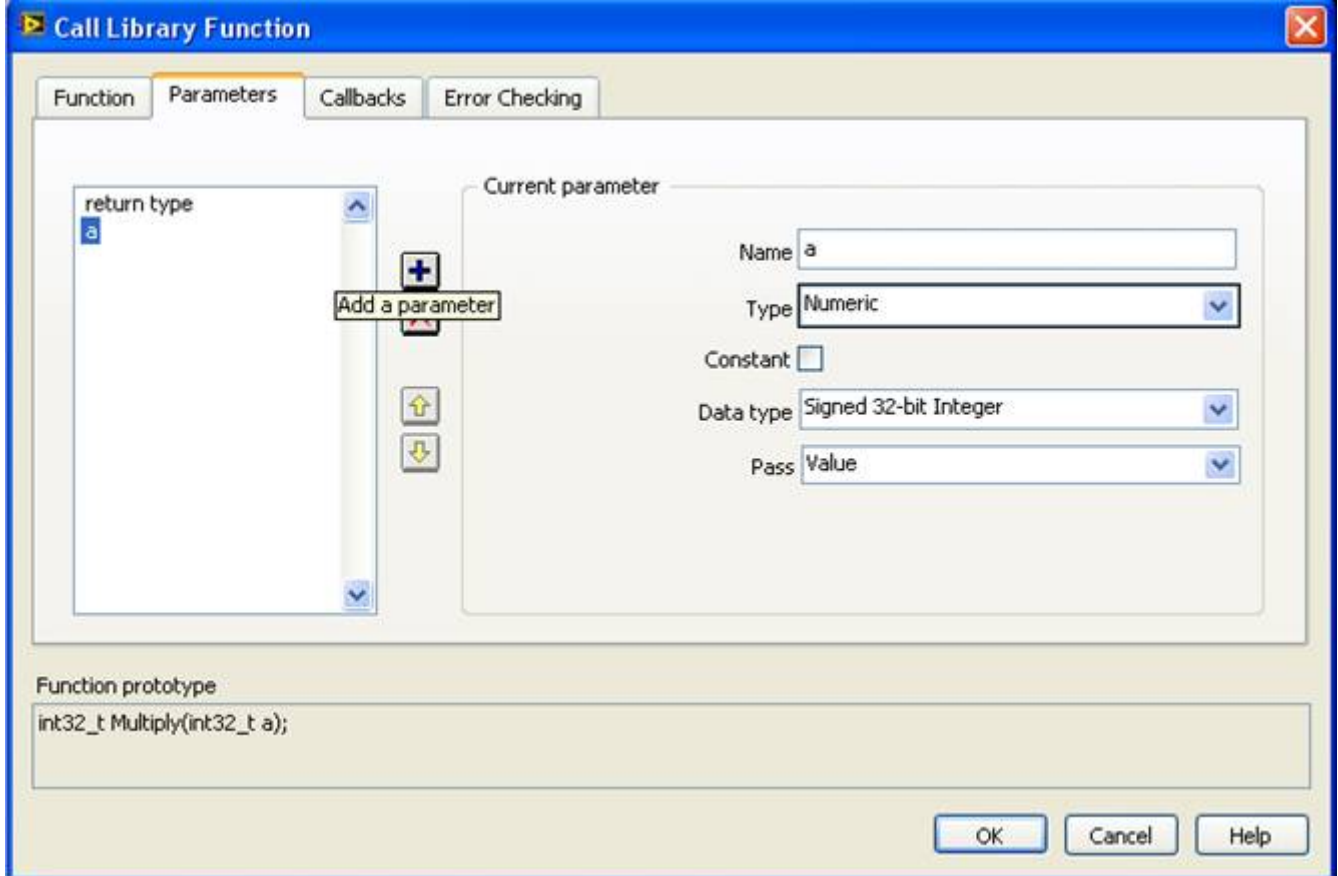 Call Library Function
Function Parameters Callbacks Error Checking
return type
a
Add a parameter
Current parameter
Name a
Type Numeric
Constant
Data type Signed 32-bit Integer
Pass Value
Function prototype
int32_t Multiply(int32_t a);
OK Cancel Help